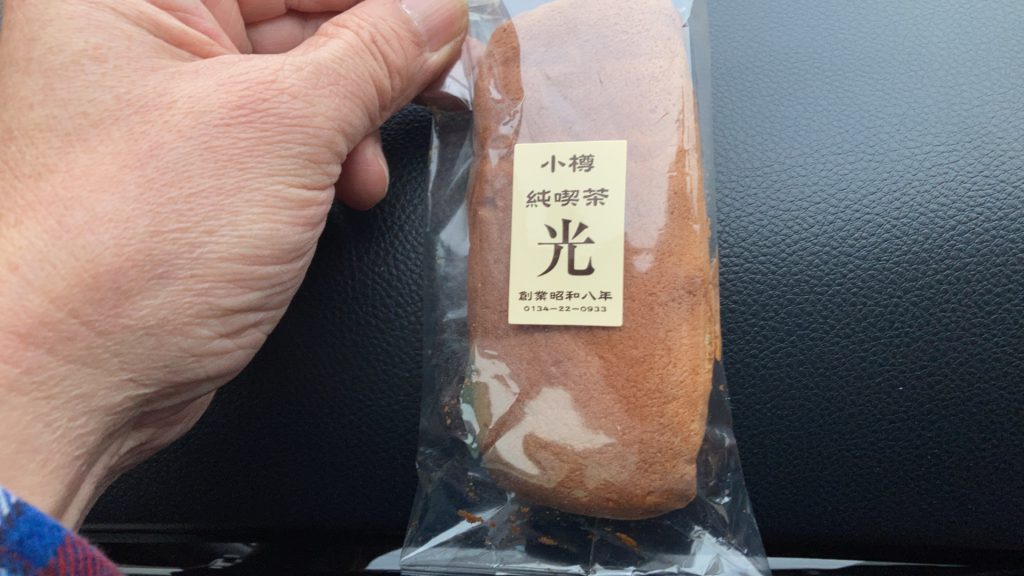 小樽
純喫茶
光
創業昭和八年
0134-22-0933